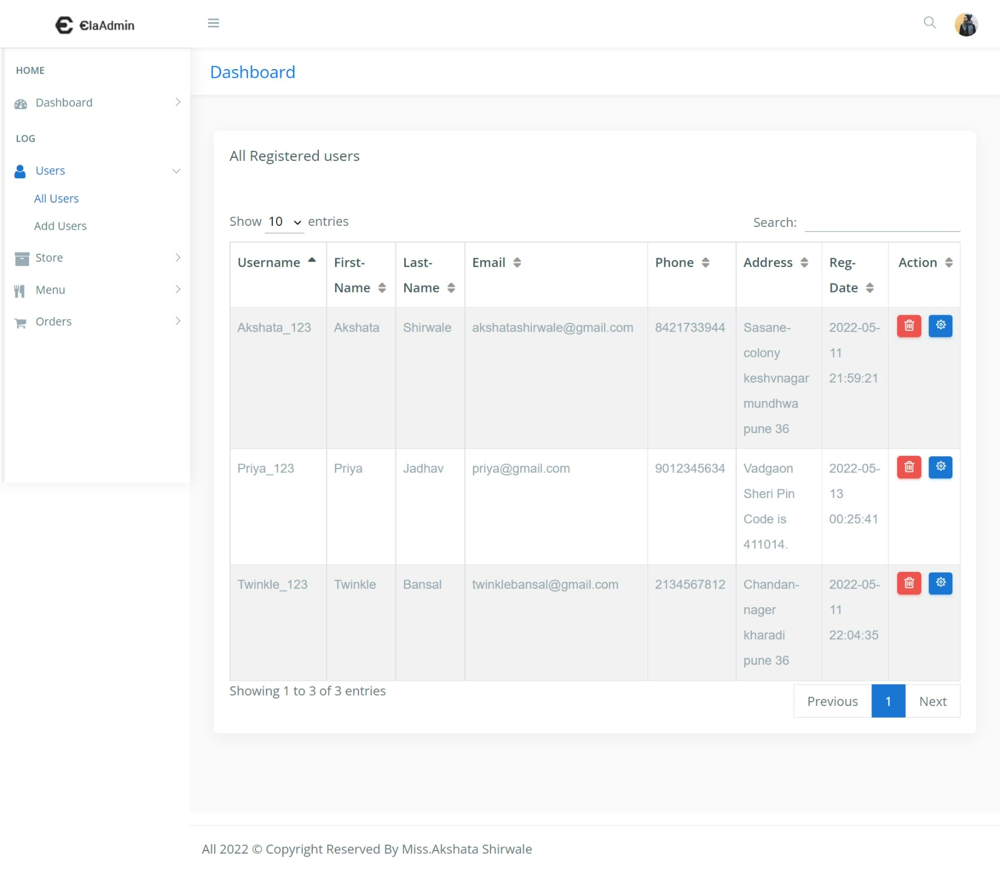 ElaAdmin
HOME
Dashboard
LOG
Users
All Users
Add Users
Store
Menu
Orders
Dashboard
All Registered users
Show 10 entries
Search:
Username First-Name Last-Name Email Phone Address Reg-Date Action
Akshata_123 Akshata Shirwale akshatashirwale@gmail.com 8421733944 Sasane-
colony
keshvnagar
mundhwa
pune 36
2022-05-
11
21:59:21
Priya_123 Priya Jadhav priya@gmail.com 9012345634 Vadgaon
Sheri Pin
Code is
411014.
2022-05-
13
00:25:41
Twinkle_123 Twinkle Bansal twinklebansal@gmail.com 2134567812 Chandan-
nager
kharadi
pune 36
2022-05-
11
22:04:35
Showing 1 to 3 of 3 entries
Previous 1 Next
All 2022 © Copyright Reserved By Miss.Akshata Shirwale